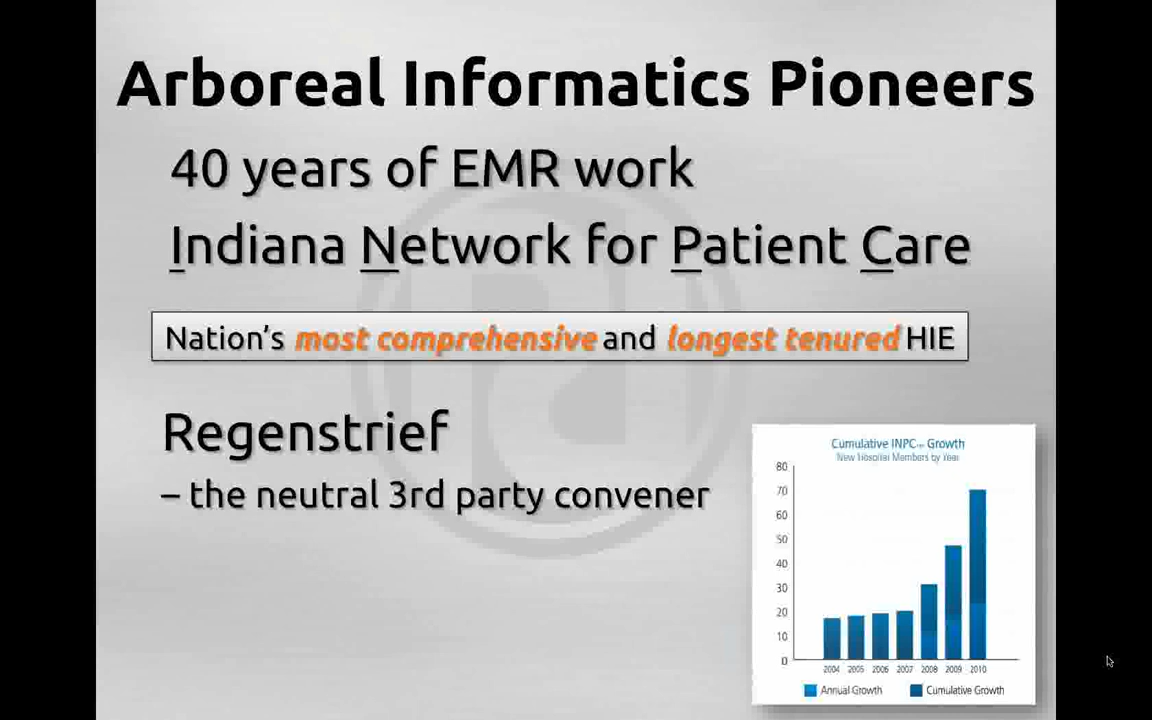 Arboreal Informatics Pioneers
40 years of EMR work
Indiana Network for Patient Care
Nation's most comprehensive and longest tenured HIE
Regenstrief
– the neutral 3rd party convener
Cumulative INPC Growth
New Hospital Members by Year
80
70
60
50
40
30
20
10
0
2004 2005 2006 2007 2008 2009 2010
Annual Growth Cumulative Growth